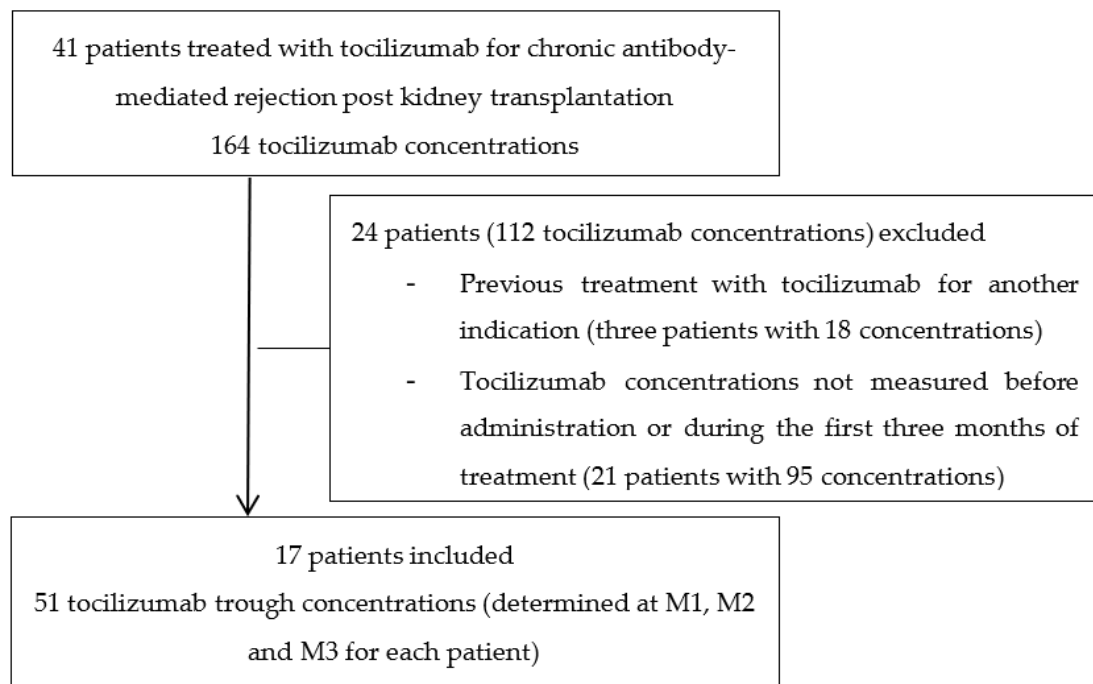 41 patients treated with tocilizumab for chronic antibody-
mediated rejection post kidney transplantation
164 tocilizumab concentrations
24 patients (112 tocilizumab concentrations) excluded
- Previous treatment with tocilizumab for another
indication (three patients with 18 concentrations)
- Tocilizumab concentrations not measured before
administration or during the first three months of
treatment (21 patients with 95 concentrations)
17 patients included
51 tocilizumab trough concentrations (determined at M1, M2
and M3 for each patient)